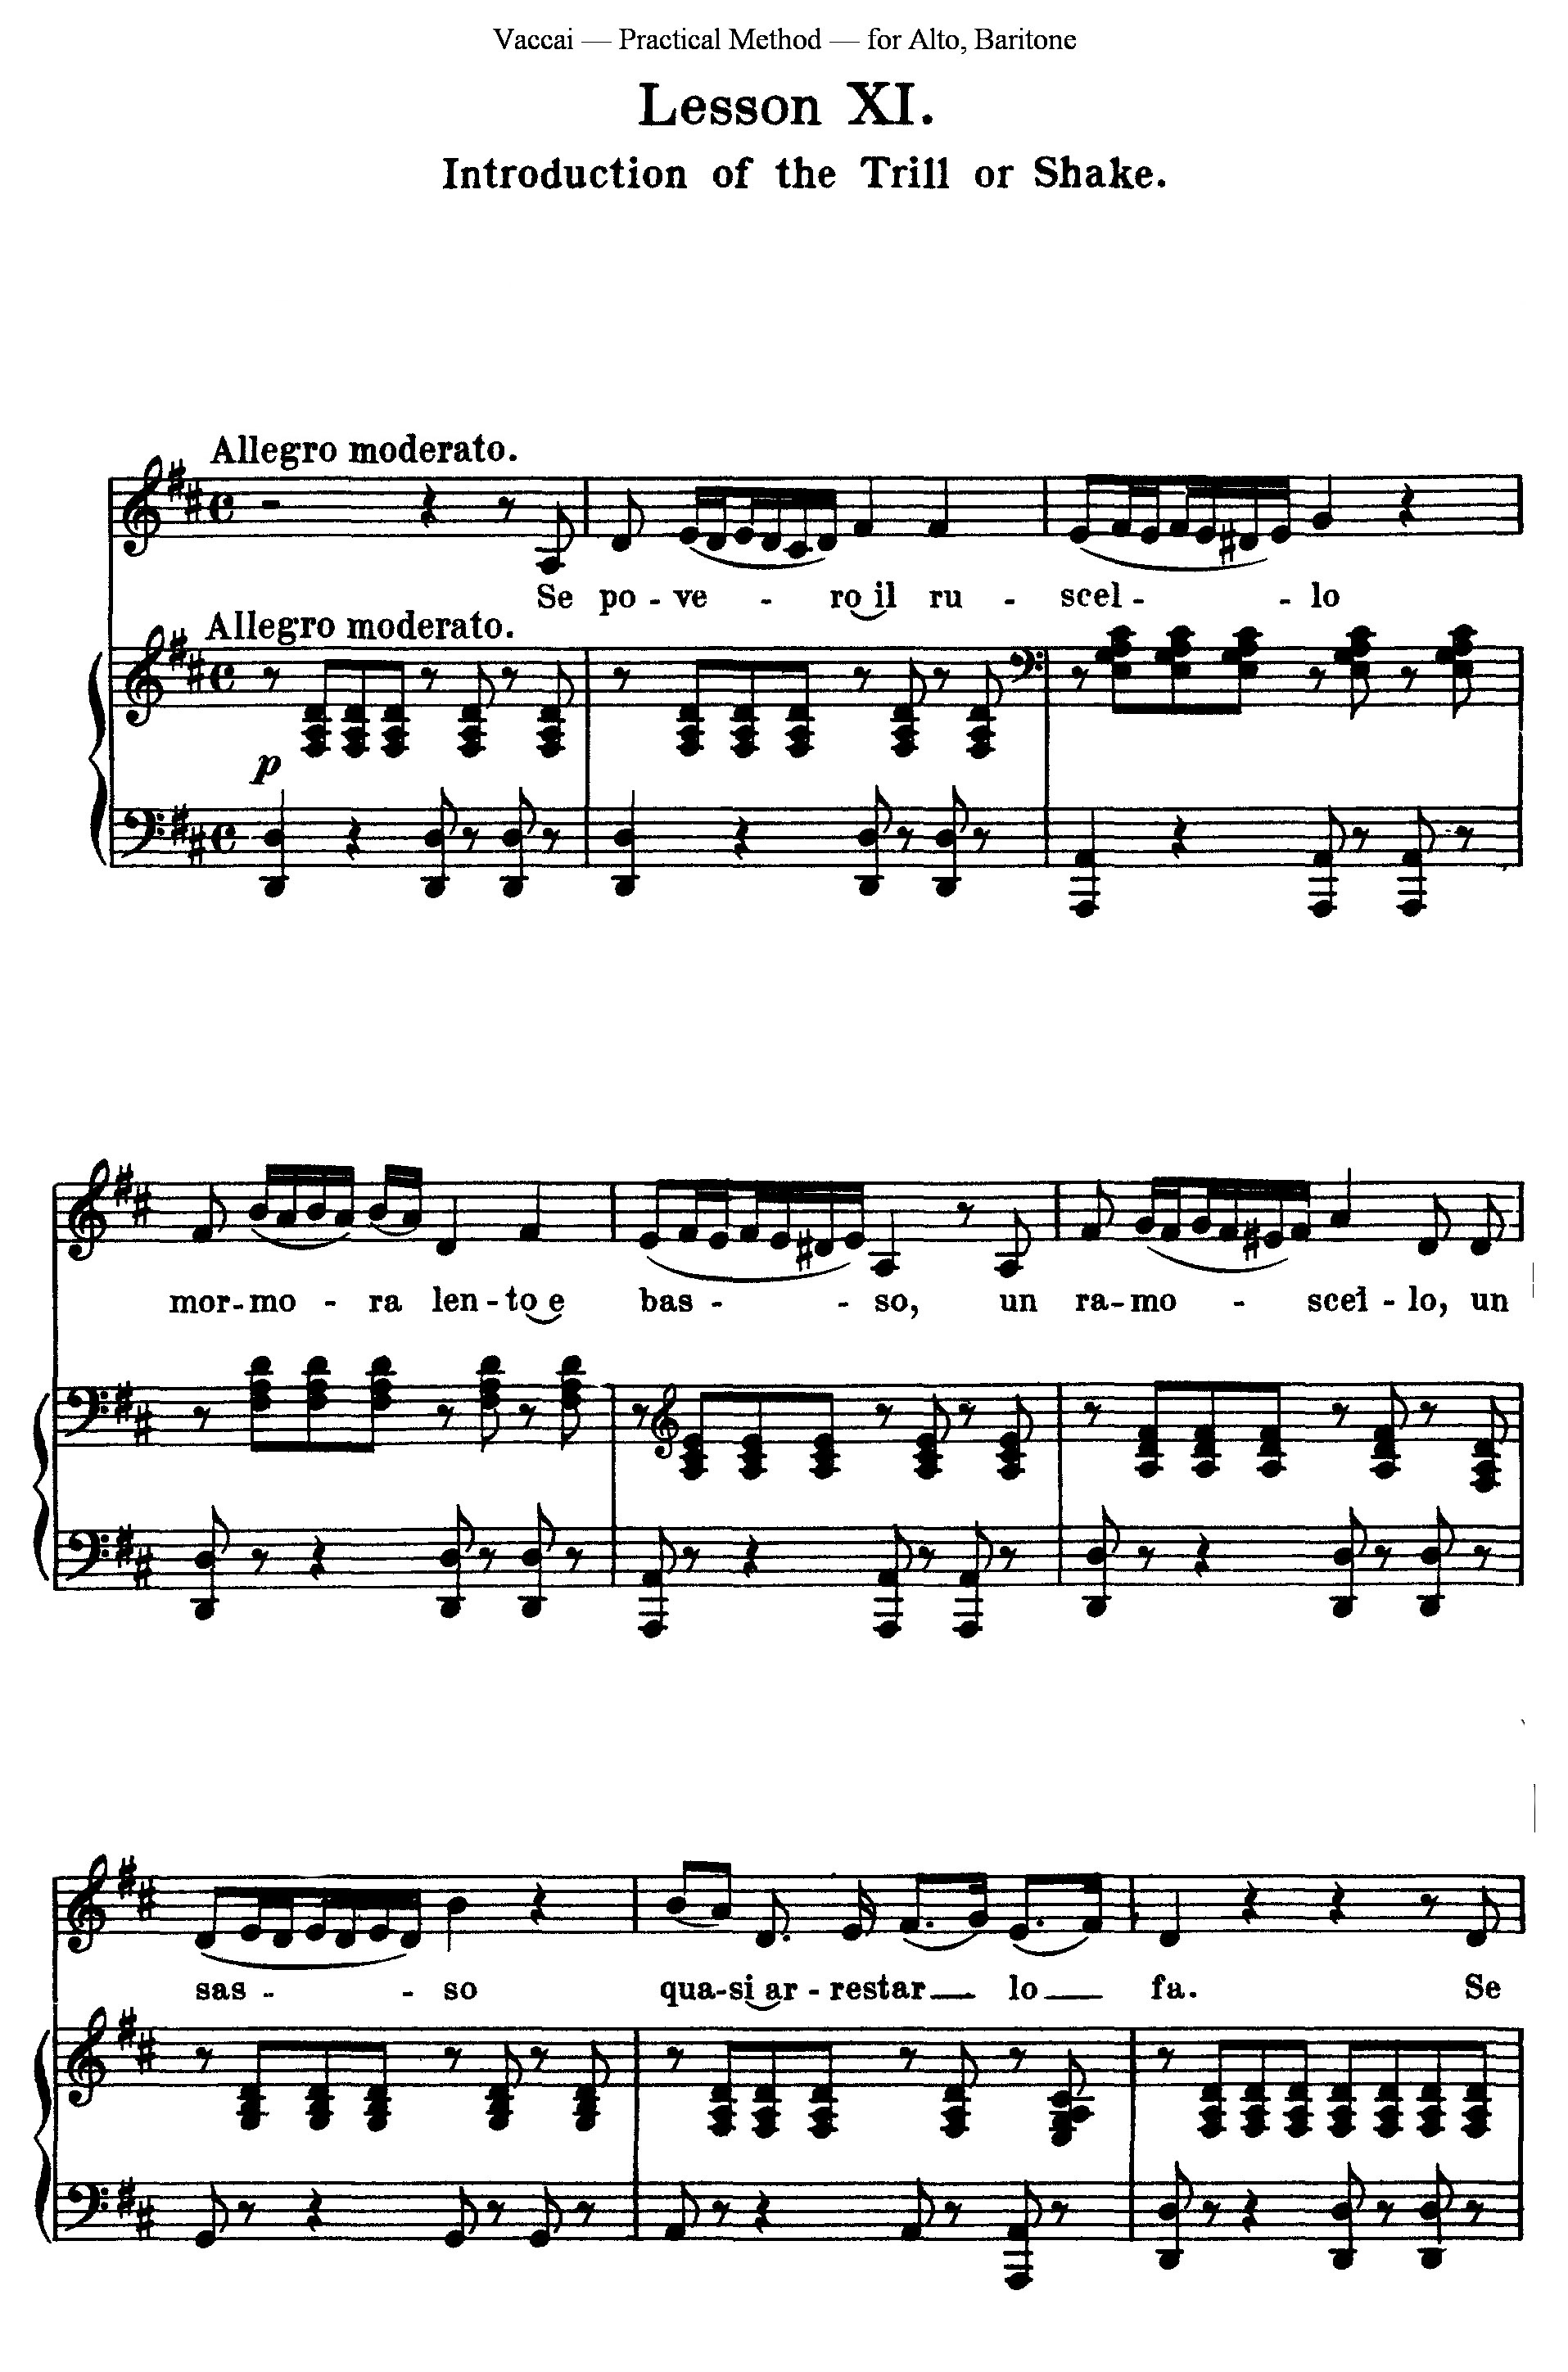 Vaccai — Practical Method — for Alto, Baritone
Lesson XI.
Introduction of the Trill or Shake.
Allegro moderato.
Se po - ve - ro il ru - scel - - lo
Allegro moderato.
p
mor - mo - ra len - to e bas - - so, un ra - mo - scel - lo, un
sas - - so qua - si ar - restar lo fa. Se